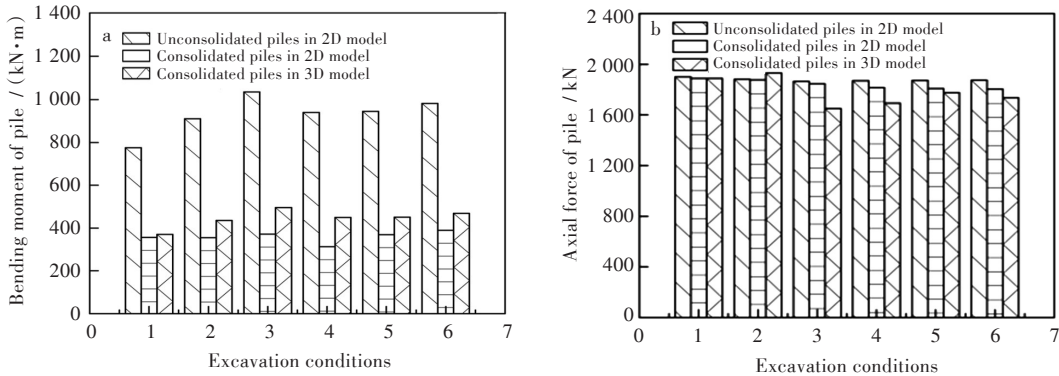 a
Unconsolidated piles in 2D model
Consolidated piles in 2D model
Consolidated piles in 3D model
Bending moment of pile / (kN•m)
1 400
1 200
1 000
800
600
400
200
0
0 1 2 3 4 5 6 7
Excavation conditions
b
Unconsolidated piles in 2D model
Consolidated piles in 2D model
Consolidated piles in 3D model
Axial force of pile / kN
2 400
2 000
1 600
1 200
800
400
0
0 1 2 3 4 5 6 7
Excavation conditions